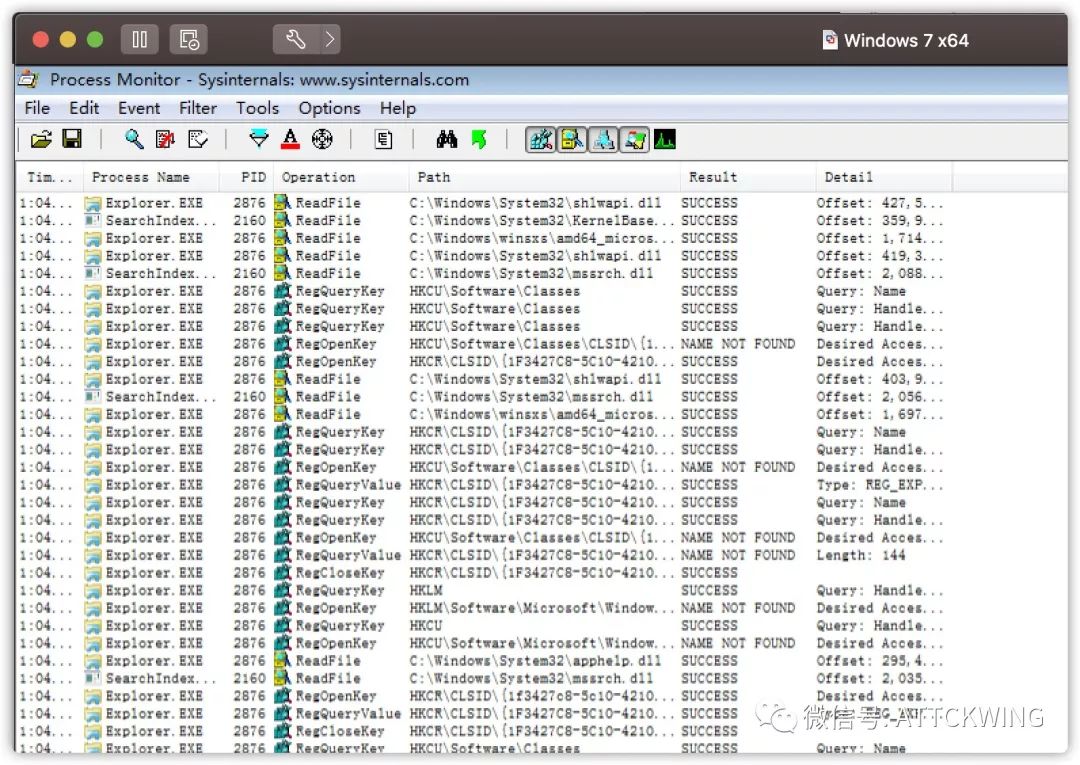 Windows 7 x64
Process Monitor - Sysinternals: www.sysinternals.com
File Edit Event Filter Tools Options Help
Tim... Process Name PID Operation Path Result Detail
1:04... Explorer.EXE 2876 ReadFile C:\Windows\System32\shlwapi.dll SUCCESS Offset: 427,5...
1:04... SearchIndex... 2160 ReadFile C:\Windows\System32\KernelBase... SUCCESS Offset: 359,9...
1:04... Explorer.EXE 2876 ReadFile C:\Windows\winsxs\amd64_micros... SUCCESS Offset: 1,714...
1:04... Explorer.EXE 2876 ReadFile C:\Windows\System32\shlwapi.dll SUCCESS Offset: 419,3...
1:04... SearchIndex... 2160 ReadFile C:\Windows\System32\mssrch.dll SUCCESS Offset: 2,088...
1:04... Explorer.EXE 2876 RegQueryKey HKCU\Software\Classes SUCCESS Query: Name
1:04... Explorer.EXE 2876 RegQueryKey HKCU\Software\Classes SUCCESS Query: Handle...
1:04... Explorer.EXE 2876 RegQueryKey HKCU\Software\Classes SUCCESS Query: Handle...
1:04... Explorer.EXE 2876 RegOpenKey HKCU\Software\Classes\CLSID\{1... NAME NOT FOUND Desired Acces...
1:04... Explorer.EXE 2876 RegOpenKey HKCR\CLSID\{1F3427C8-5C10-4210... SUCCESS Desired Acces...
1:04... Explorer.EXE 2876 ReadFile C:\Windows\System32\shlwapi.dll SUCCESS Offset: 403,9...
1:04... SearchIndex... 2160 ReadFile C:\Windows\System32\mssrch.dll SUCCESS Offset: 2,056...
1:04... Explorer.EXE 2876 ReadFile C:\Windows\winsxs\amd64_micros... SUCCESS Offset: 1,697...
1:04... Explorer.EXE 2876 RegQueryKey HKCR\CLSID\{1F3427C8-5C10-4210... SUCCESS Query: Name
1:04... Explorer.EXE 2876 RegQueryKey HKCR\CLSID\{1F3427C8-5C10-4210... SUCCESS Query: Handle...
1:04... Explorer.EXE 2876 RegOpenKey HKCU\Software\Classes\CLSID\{1... NAME NOT FOUND Desired Acces...
1:04... Explorer.EXE 2876 RegQueryValue HKCR\CLSID\{1F3427C8-5C10-4210... SUCCESS Type: REG_EXP...
1:04... Explorer.EXE 2876 RegQueryKey HKCR\CLSID\{1F3427C8-5C10-4210... SUCCESS Query: Name
1:04... Explorer.EXE 2876 RegQueryKey HKCR\CLSID\{1F3427C8-5C10-4210... SUCCESS Query: Handle...
1:04... Explorer.EXE 2876 RegOpenKey HKCU\Software\Classes\CLSID\{1... NAME NOT FOUND Desired Acces...
1:04... Explorer.EXE 2876 RegQueryValue HKCR\CLSID\{1F3427C8-5C10-4210... NAME NOT FOUND Length: 144
1:04... Explorer.EXE 2876 RegCloseKey HKCR\CLSID\{1F3427C8-5C10-4210... SUCCESS
1:04... Explorer.EXE 2876 RegQueryKey HKLM SUCCESS Query: Handle...
1:04... Explorer.EXE 2876 RegOpenKey HKLM\Software\Microsoft\Window... NAME NOT FOUND Desired Acces...
1:04... Explorer.EXE 2876 RegQueryKey HKCU SUCCESS Query: Handle...
1:04... Explorer.EXE 2876 RegOpenKey HKCU\Software\Microsoft\Window... NAME NOT FOUND Desired Acces...
1:04... Explorer.EXE 2876 ReadFile C:\Windows\System32\apphelp.dll SUCCESS Offset: 295,4...
1:04... SearchIndex... 2160 ReadFile C:\Windows\System32\mssrch.dll SUCCESS Offset: 2,035...
1:04... Explorer.EXE 2876 RegOpenKey HKCR\CLSID\{1f3427c8-5c10-4210... SUCCESS Desired Acces...
1:04... Explorer.EXE 2876 RegQueryValue HKCR\CLSID\{1F3427C8-5C10-4210... SUCCESS
1:04... Explorer.EXE 2876 RegCloseKey HKCR\CLSID\{1F3427C8-5C10-4210... SUCCESS
1:04... Explorer.EXE 2876 RegQueryKey HKCU\Software\Classes SUCCESS Query: Name
微信号: ATTCKWING